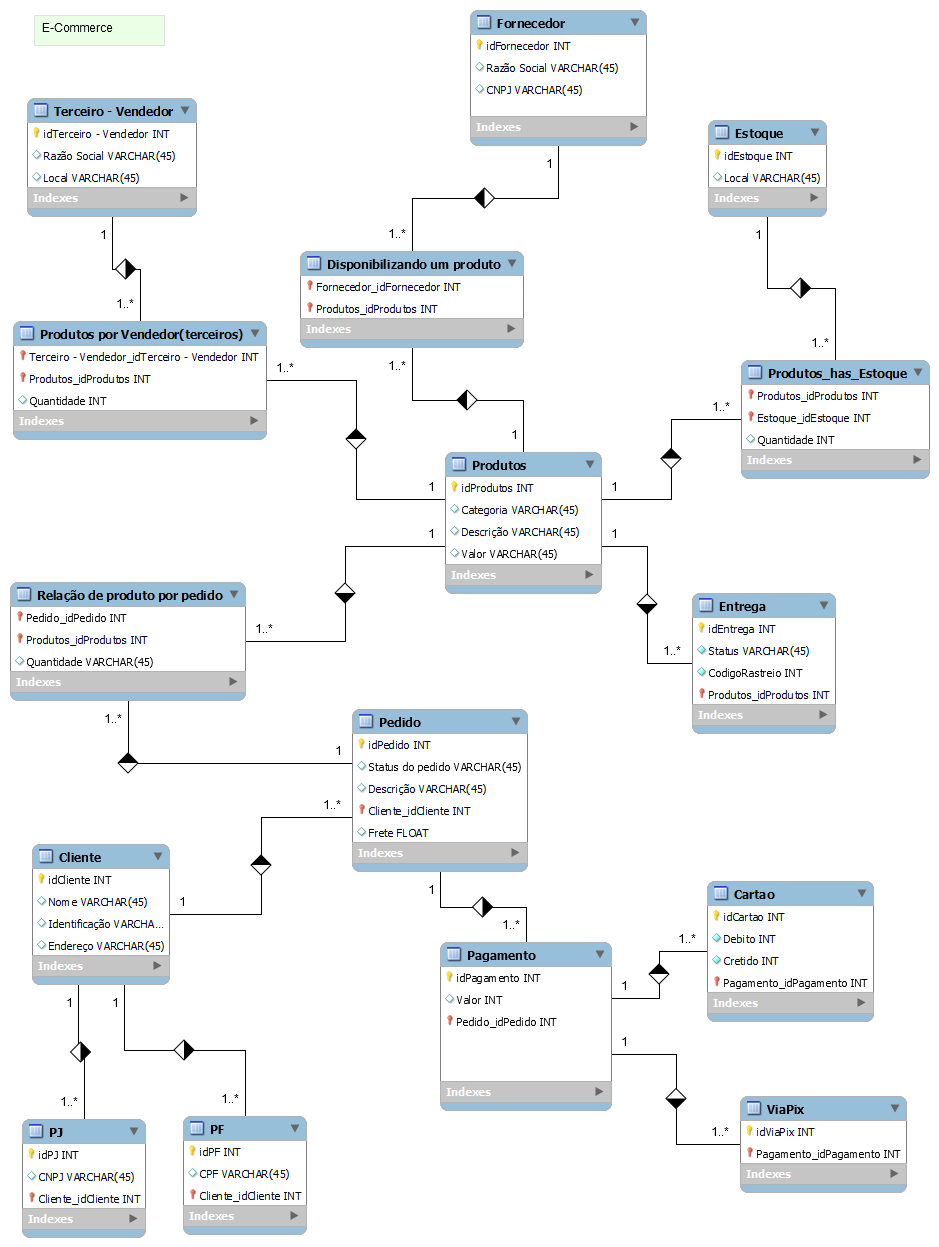 E-Commerce
Fornecedor
idFornecedor INT
Razão Social VARCHAR(45)
CNPJ VARCHAR(45)
Indexes
1
1..*
Terceiro - Vendedor
idTerceiro - Vendedor INT
Razão Social VARCHAR(45)
Local VARCHAR(45)
Indexes
1
1..*
Estoque
idEstoque INT
Local VARCHAR(45)
Indexes
1
1..*
Disponibilizando um produto
Fornecedor_idFornecedor INT
Produtos_idProdutos INT
Indexes
1..*
1
Produtos por Vendedor(terceiros)
Terceiro - Vendedor_idTerceiro - Vendedor INT
Produtos_idProdutos INT
Quantidade INT
Indexes
1..*
1
Produtos_has_Estoque
Produtos_idProdutos INT
Estoque_idEstoque INT
Quantidade INT
Indexes
1..*
1
Produtos
idProdutos INT
Categoria VARCHAR(45)
Descrição VARCHAR(45)
Valor VARCHAR(45)
Indexes
1
1
Relação de produto por pedido
Pedido_idPedido INT
Produtos_idProdutos INT
Quantidade VARCHAR(45)
Indexes
1..*
1..*
Entrega
idEntrega INT
Status VARCHAR(45)
CodigoRastreio INT
Produtos_idProdutos INT
Indexes
1..*
Pedido
idPedido INT
Status do pedido VARCHAR(45)
Descrição VARCHAR(45)
Cliente_idCliente INT
Frete FLOAT
Indexes
1
1..*
1
1..*
Cliente
idCliente INT
Nome VARCHAR(45)
Identificação VARCHA...
Endereço VARCHAR(45)
Indexes
1
1
1
Cartao
idCartao INT
Debito INT
Cretido INT
Pagamento_idPagamento INT
Indexes
1..*
Pagamento
idPagamento INT
Valor INT
Pedido_idPedido INT
Indexes
1
1
1..*
ViaPix
idViaPix INT
Pagamento_idPagamento INT
Indexes
1..*
1..*
PJ
idPJ INT
CNPJ VARCHAR(45)
Cliente_idCliente INT
Indexes
PF
idPF INT
CPF VARCHAR(45)
Cliente_idCliente INT
Indexes